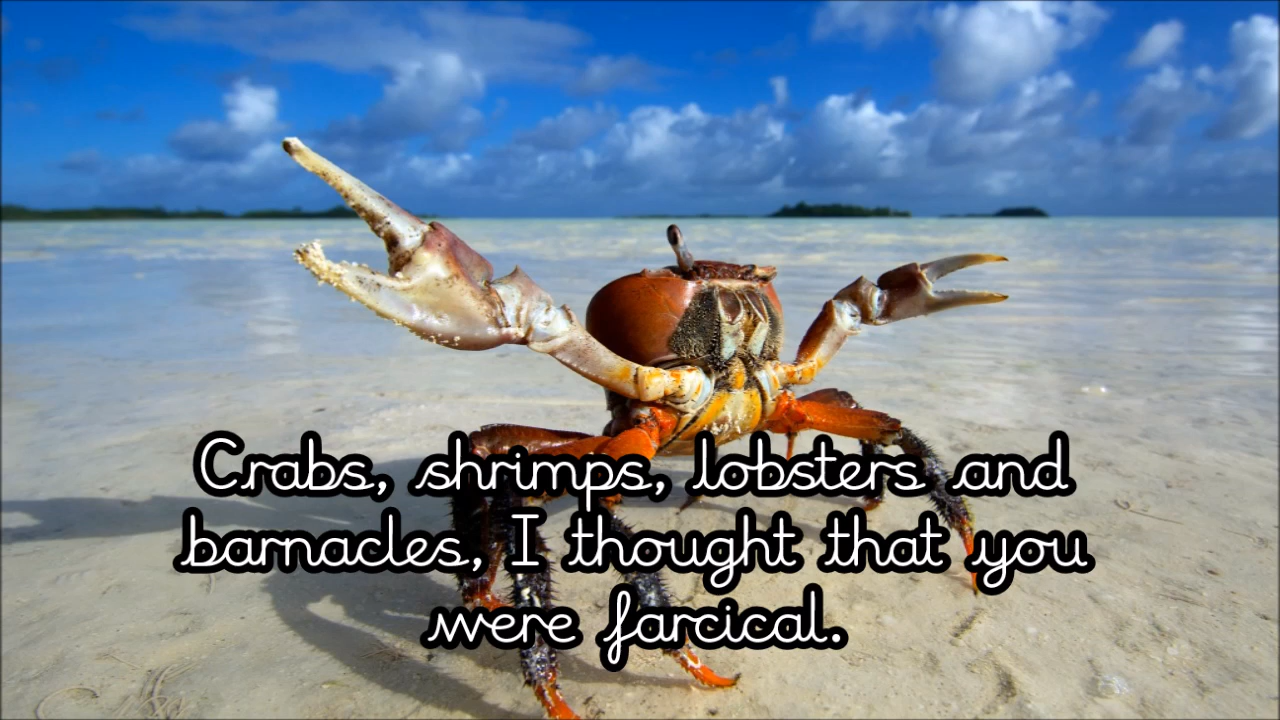 Crabs, shrimps, lobsters and
barnacles, I thought that you
were farcical.